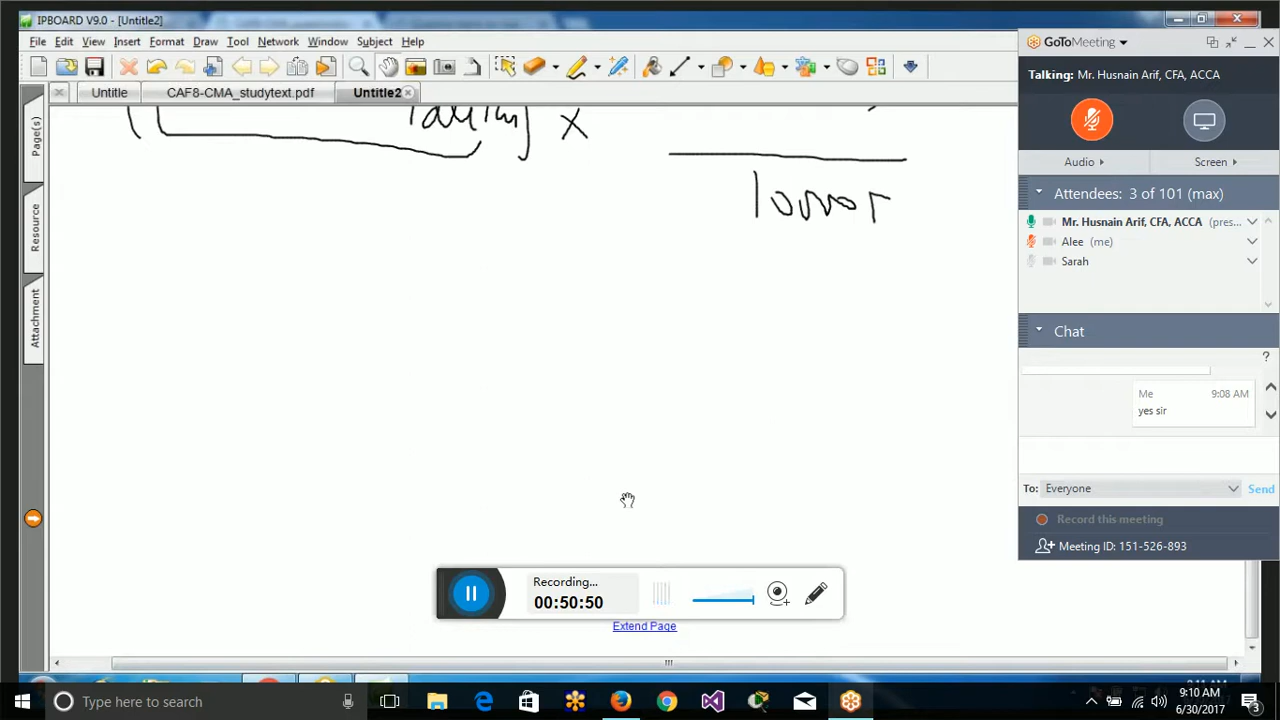 IPBOARD V9.0 - [Untitle2]
File Edit View Insert Format Draw Tool Network Window Subject Help
Untitle CAF8-CMA_studytext.pdf Untitle2
Page(s)
Resource
Attachment
x
GoToMeeting
Talking: Mr. Husnain Arif, CFA, ACCA
Audio Screen
Attendees: 3 of 101 (max)
Mr. Husnain Arif, CFA, ACCA (pres...
Alee (me)
Sarah
Chat
?
Me 9:08 AM
yes sir
To: Everyone Send
Record this meeting
Meeting ID: 151-526-893
Recording...
00:50:50
Extend Page
Type here to search
9:10 AM
6/30/2017
3